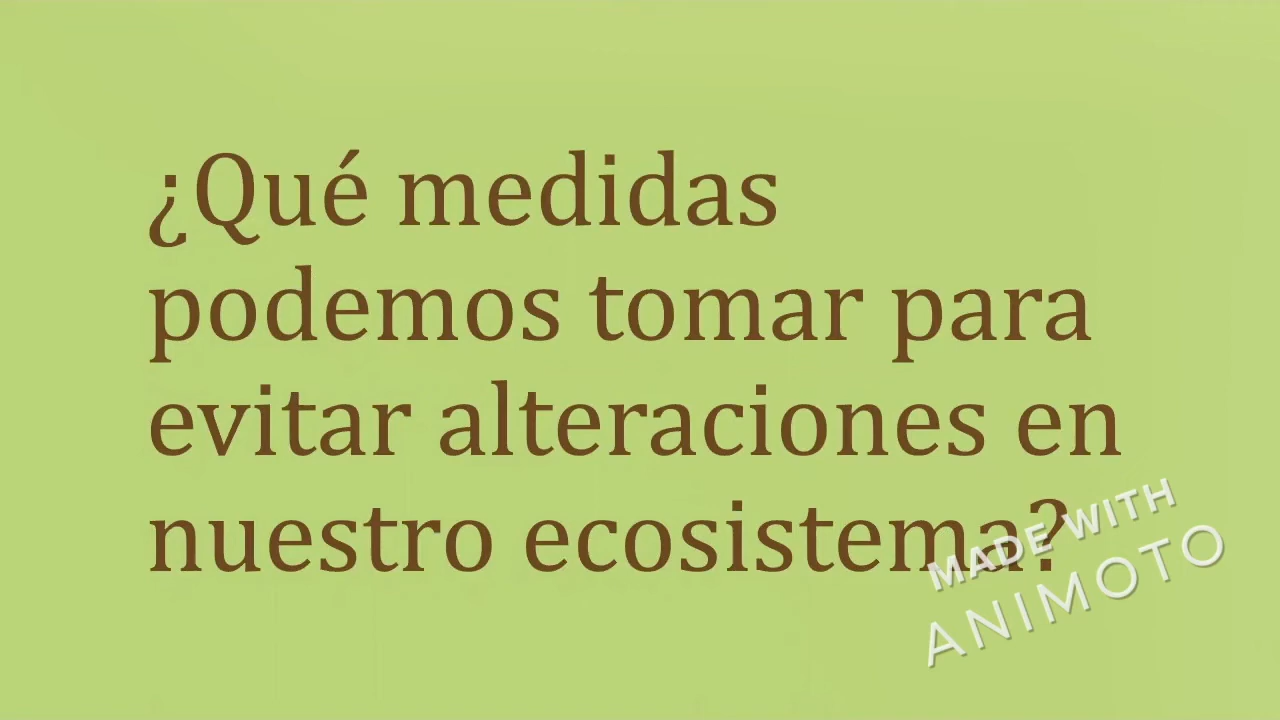 ¿Qué medidas
podemos tomar para
evitar alteraciones en
nuestro ecosistema?
MADE WITH
ANIMOTO